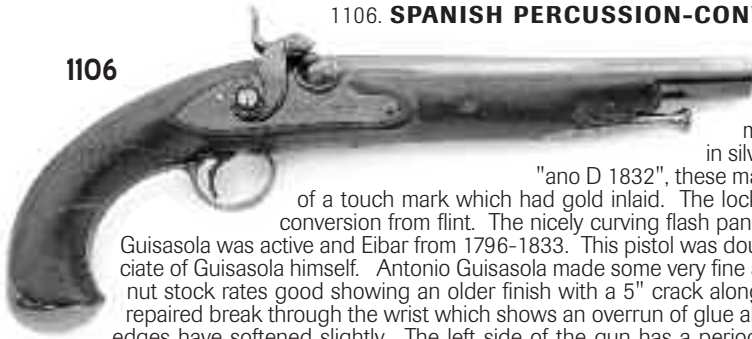 1106. SPANISH PERCUSSION-CON
1106
in silv
"ano D 1832", these ma
of a touch mark which had gold inlaid. The lock
conversion from flint. The nicely curving flash pan
Guisasola was active and Eibar from 1796-1833. This pistol was dou
ciate of Guisasola himself. Antonio Guisasola made some very fine
nut stock rates good showing an older finish with a 5" crack along
repaired break through the wrist which shows an overrun of glue a
edges have softened slightly. The left side of the gun has a period